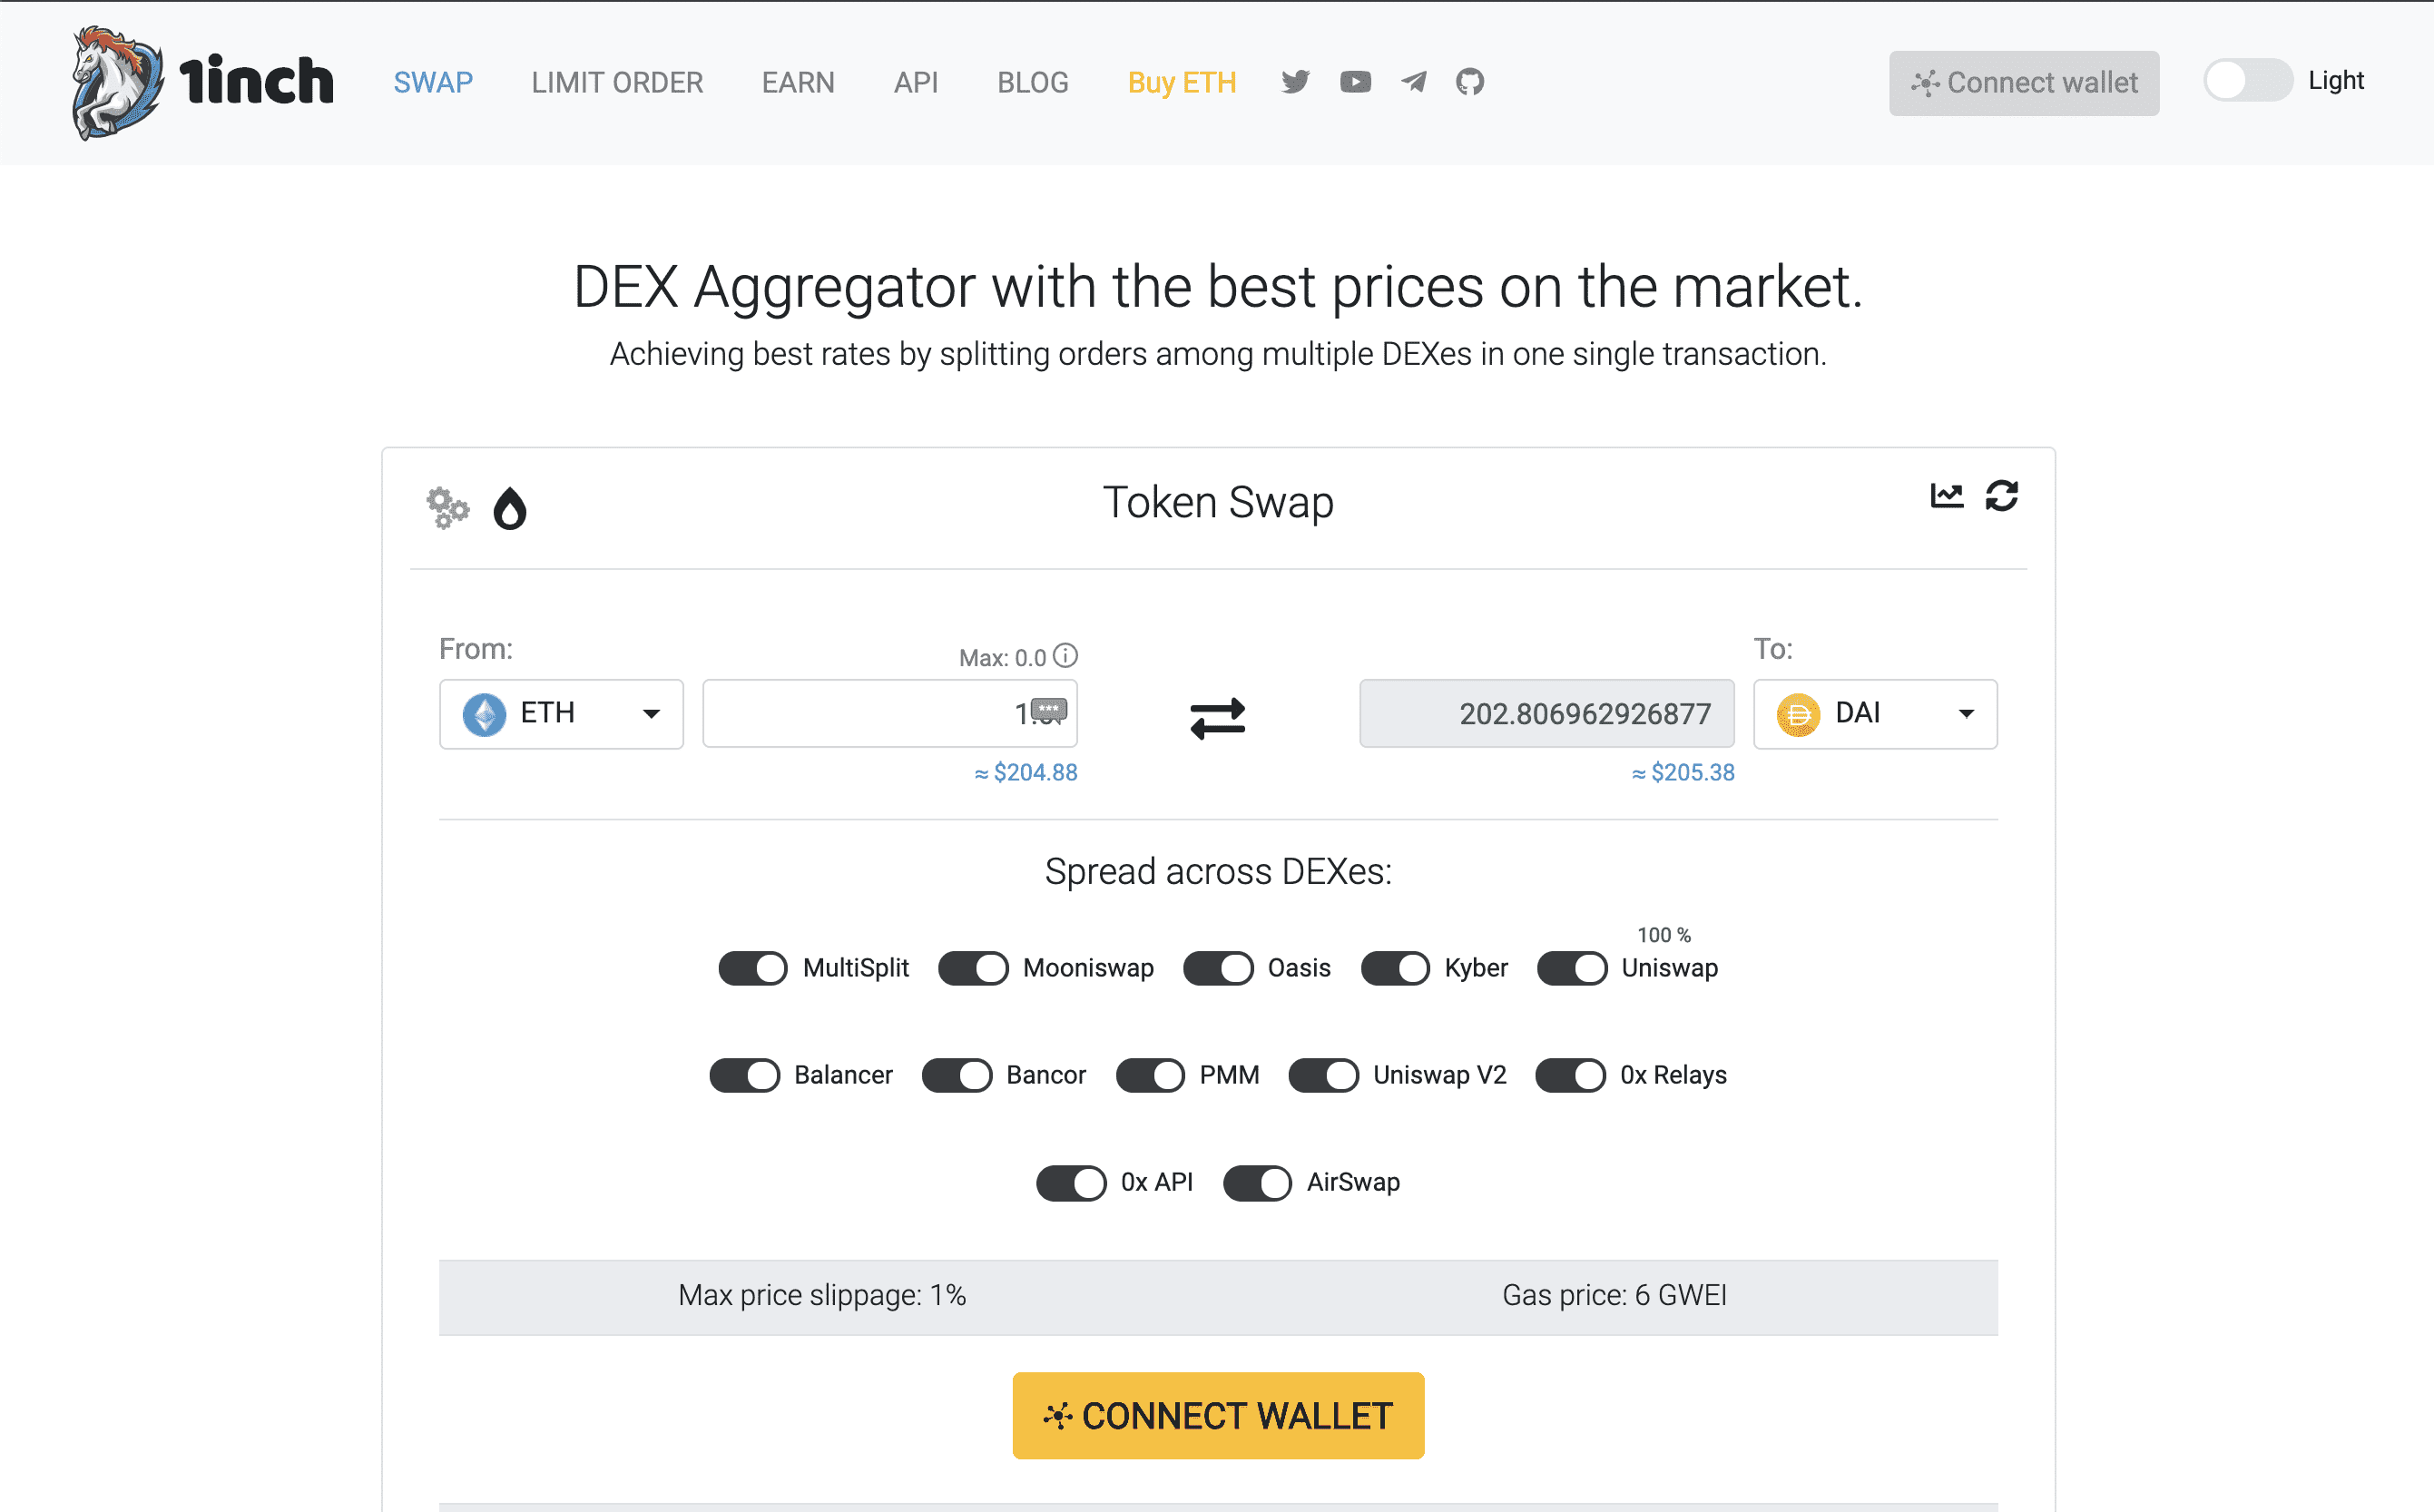 1inch SWAP LIMIT ORDER EARN API BLOG Buy ETH Connect wallet Light
DEX Aggregator with the best prices on the market.
Achieving best rates by splitting orders among multiple DEXes in one single transaction.
Token Swap
From: Max: 0.0 To:
ETH 202.806962926877 DAI
≈ $204.88 ≈ $205.38
Spread across DEXes:
100 %
MultiSplit Mooniswap Oasis Kyber Uniswap
Balancer Bancor PMM Uniswap V2 0x Relays
0x API AirSwap
Max price slippage: 1% Gas price: 6 GWEI
CONNECT WALLET